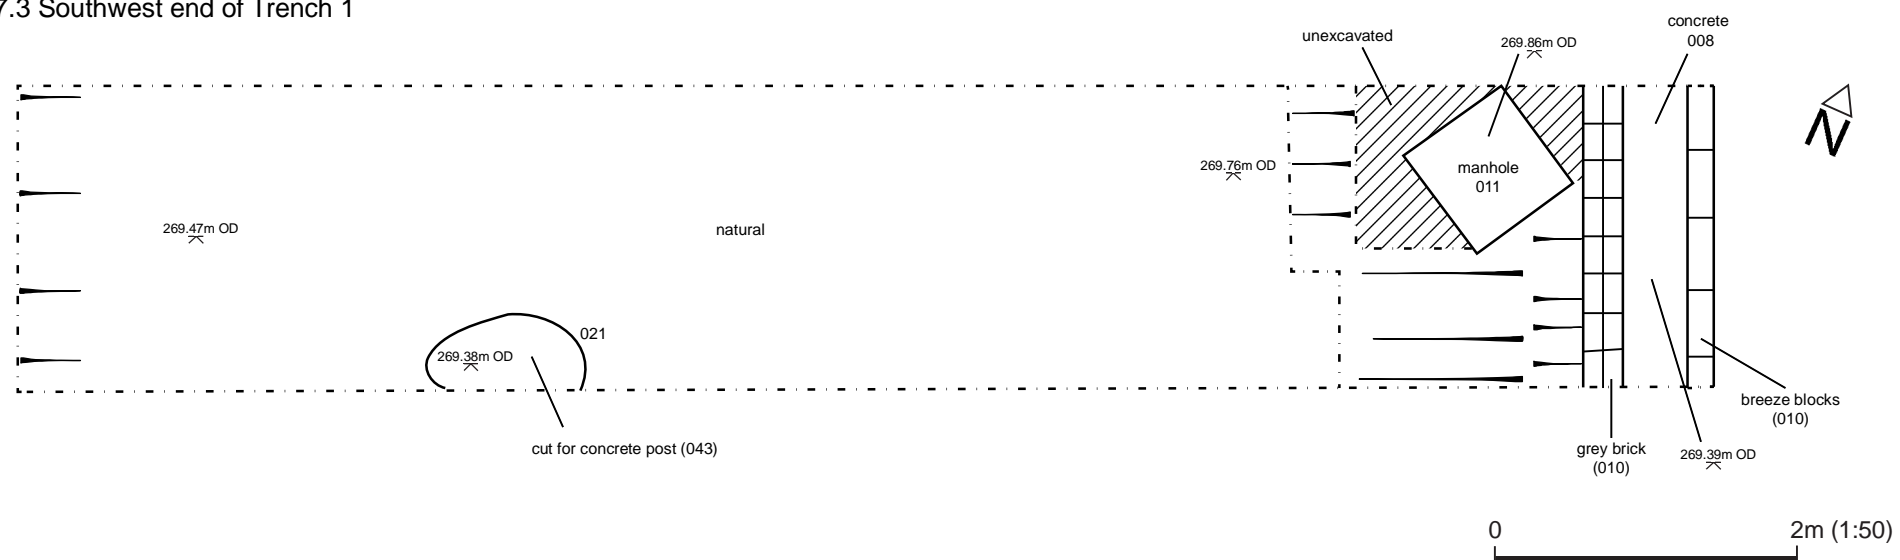 7.3 Southwest end of Trench 1
concrete
008
unexcavated
269.86m OD
N
269.76m OD
manhole
011
269.47m OD
natural
021
269.38m OD
breeze blocks
(010)
cut for concrete post (043)
grey brick
(010)
269.39m OD
0
2m (1:50)